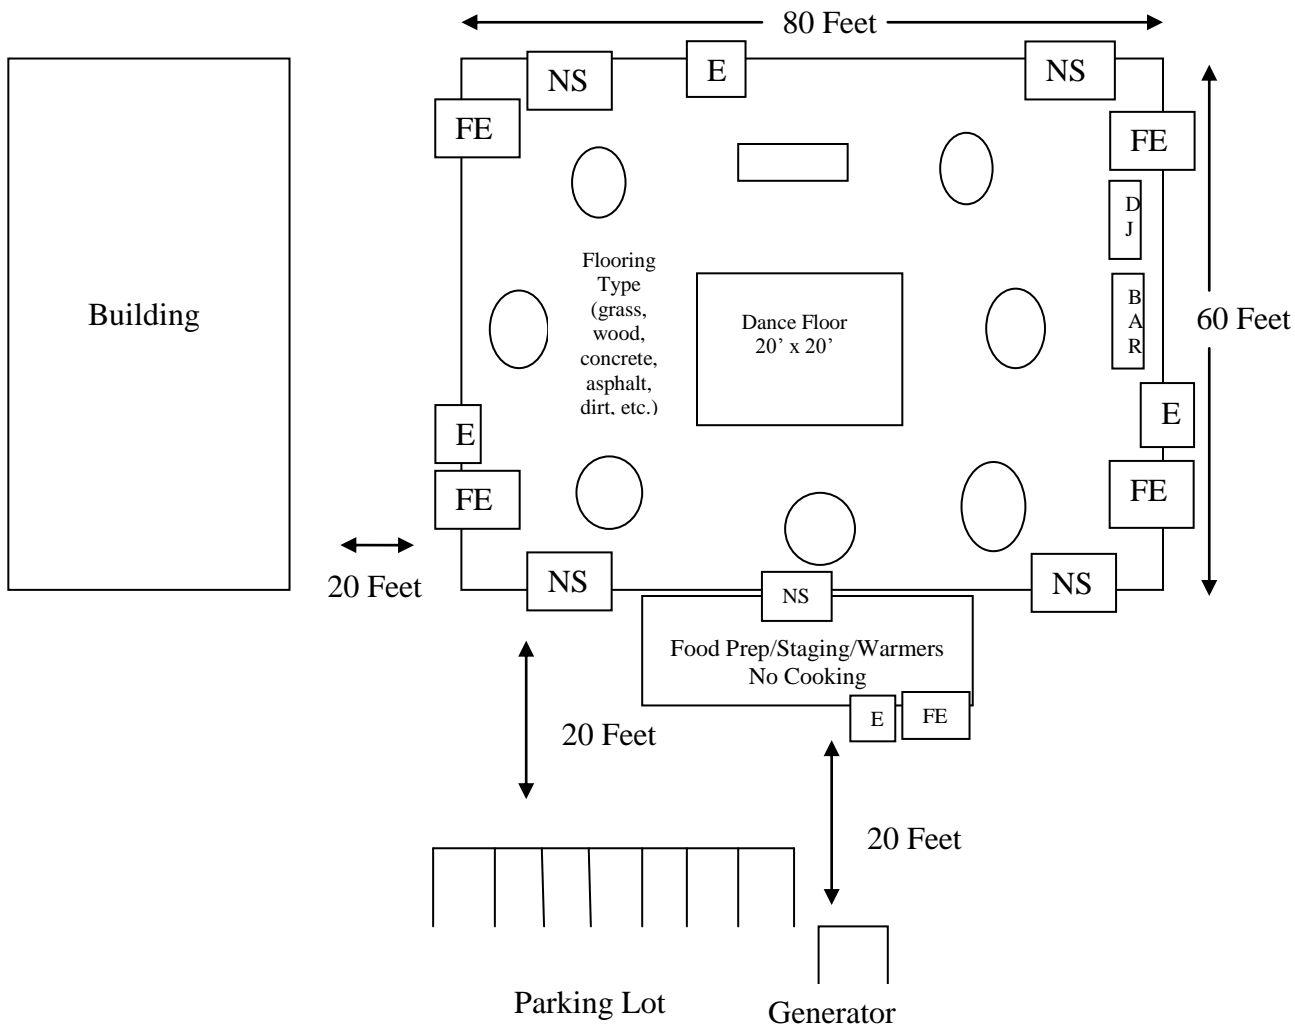 80 Feet
NS
E
NS
FE
FE
D
J
Flooring
Type
(grass,
wood,
concrete,
asphalt,
dirt, etc.)
Building
Dance Floor
20’ x 20’
B
A
R
60 Feet
E
E
FE
FE
20 Feet
NS
NS
NS
Food Prep/Staging/Warmers
No Cooking
E
FE
20 Feet
20 Feet
Parking Lot
Generator